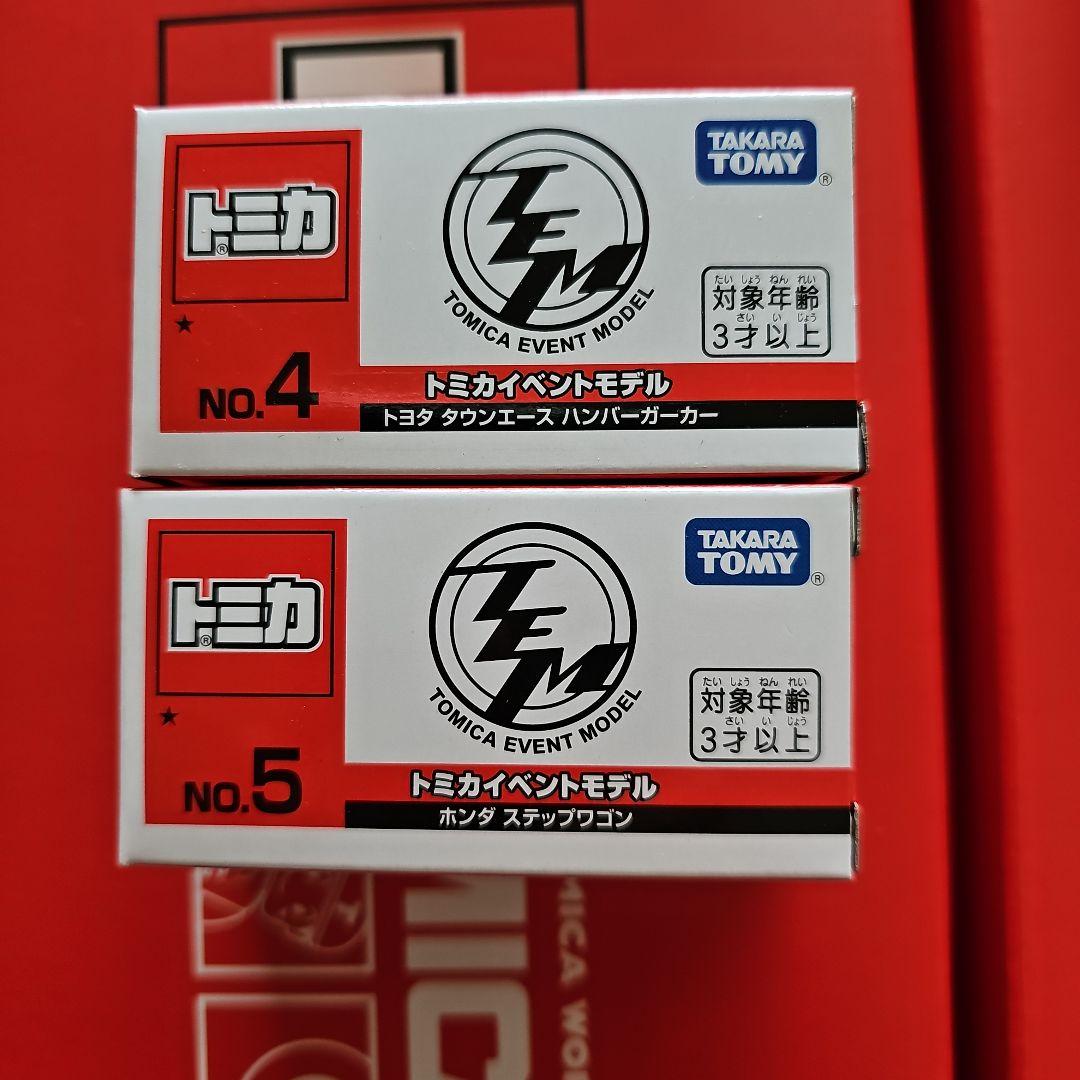 トミカ
®
TEM
TOMICA EVENT MODEL
TAKARA
TOMY
®
たい しょう ねん れい
対象年齢
さい い じょう
3才以上
★
NO.4
トミカイベントモデル
トヨタ タウンエース ハンバーガーカー
トミカ
®
TEM
TOMICA EVENT MODEL
TAKARA
TOMY
®
たい しょう ねん れい
対象年齢
さい い じょう
3才以上
★
NO.5
トミカイベントモデル
ホンダ ステップワゴン
MIC
MICA WO